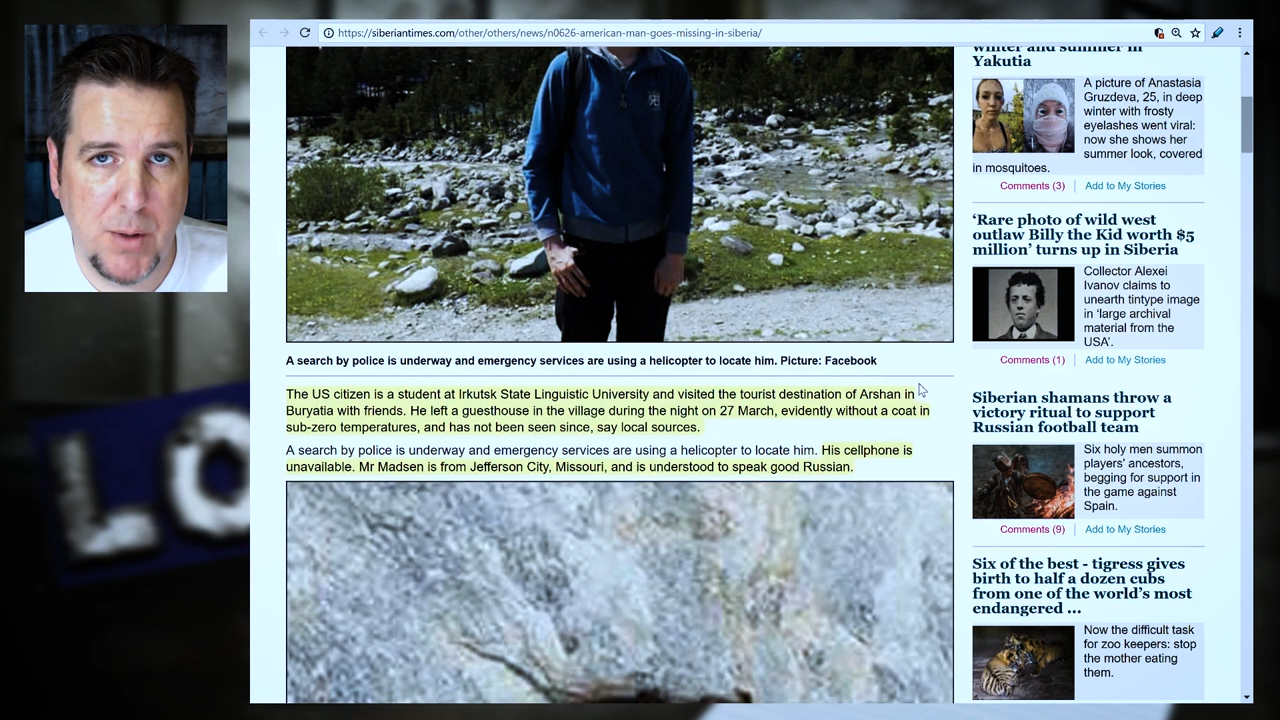 https://siberiantimes.com/other/others/news/n0626-american-man-goes-missing-in-siberia/
A search by police is underway and emergency services are using a helicopter to locate him. Picture: Facebook
The US citizen is a student at Irkutsk State Linguistic University and visited the tourist destination of Arshan in
Buryatia with friends. He left a guesthouse in the village during the night on 27 March, evidently without a coat in
sub-zero temperatures, and has not been seen since, say local sources.
A search by police is underway and emergency services are using a helicopter to locate him. His cellphone is
unavailable. Mr Madsen is from Jefferson City, Missouri, and is understood to speak good Russian.
winter and summer in
Yakutia
A picture of Anastasia
Gruzdeva, 25, in deep
winter with frosty
eyelashes went viral:
now she shows her
summer look, covered
in mosquitoes.
Comments (3)
Add to My Stories
‘Rare photo of wild west
outlaw Billy the Kid worth $5
million’ turns up in Siberia
Collector Alexei
Ivanov claims to
unearth tintype image
in ‘large archival
material from the
USA’.
Comments (1)
Add to My Stories
Siberian shamans throw a
victory ritual to support
Russian football team
Six holy men summon
players’ ancestors,
begging for support in
the game against
Spain.
Comments (9)
Add to My Stories
Six of the best - tigress gives
birth to half a dozen cubs
from one of the world’s most
endangered ...
Now the difficult task
for zoo keepers: stop
the mother eating
them.
LO